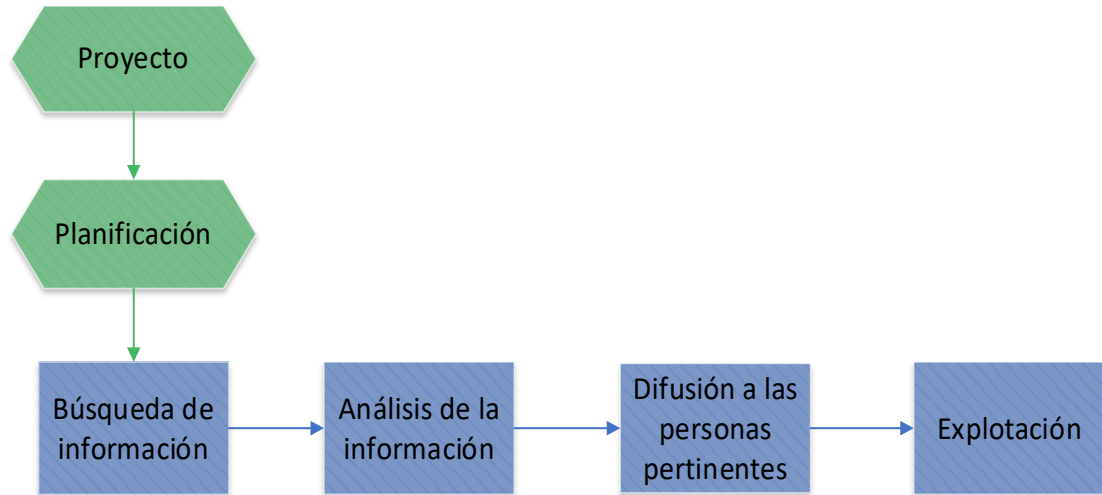 Proyecto
Planificación
Búsqueda de
información
Análisis de la
información
Difusión a las
personas
pertinentes
Explotación